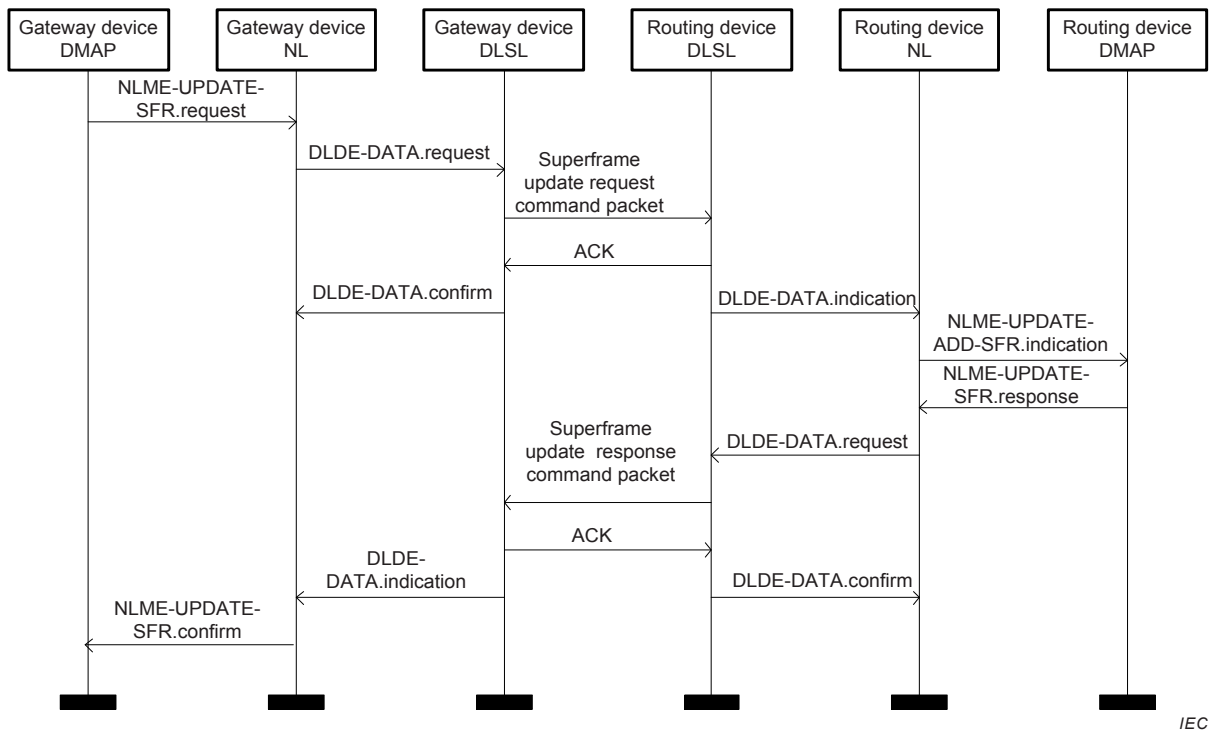 Gateway device
DMAP
Gateway device
NL
Gateway device
DLSL
Routing device
DLSL
Routing device
NL
Routing device
DMAP
NLME-UPDATE-
SFR.request
DLDE-DATA.request
Superframe
update request
command packet
ACK
DLDE-DATA.confirm
DLDE-DATA.indication
NLME-UPDATE-
ADD-SFR.indication
NLME-UPDATE-
SFR.response
Superframe
update response
command packet
DLDE-DATA.request
ACK
DLDE-
DATA.indication
DLDE-DATA.confirm
NLME-UPDATE-
SFR.confirm
IEC